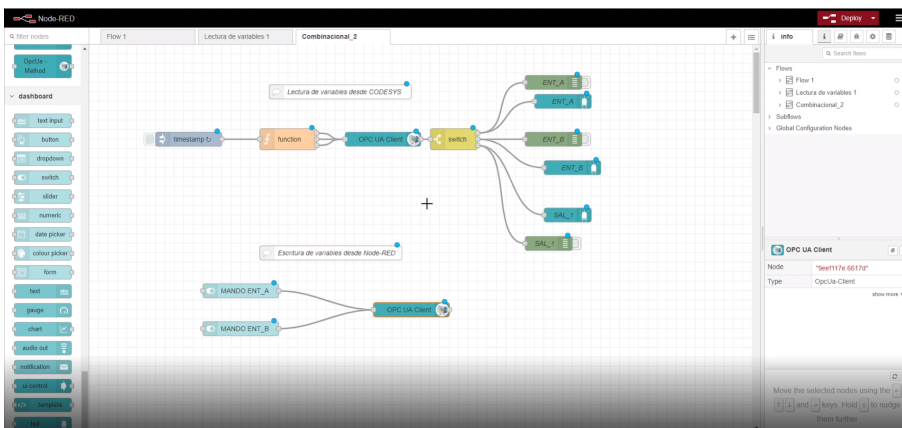 Node-RED
Deploy
filter nodes
Flow 1
Lectura de variables 1
Combinacional_2
info
Search flows
OpcUa -
Method
dashboard
text input
button
dropdown
switch
slider
numeric
date picker
colour picker
form
text
gauge
chart
audio out
notification
ui control
template
Lectura de variables desde CODESYS
timestamp
function
OPC UA Client
switch
ENT_A
ENT_A
ENT_B
ENT_B
SAL_1
SAL_1
Escritura de variables desde Node-RED
MANDO ENT_A
MANDO ENT_B
OPC UA Client
Flows
Flow 1
Lectura de variables 1
Combinacional_2
Subflows
Global Configuration Nodes
OPC UA Client
Node
Type
OpcUa-Client
show more
Move the selected nodes using the
and keys. Hold to nudge
them further